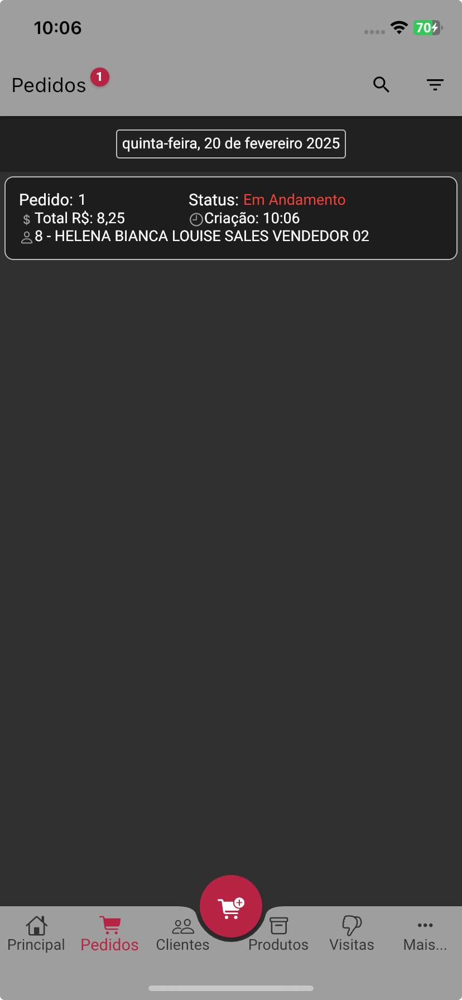 10:06
70
Pedidos 1
quinta-feira, 20 de fevereiro 2025
Pedido: 1 Status: Em Andamento
$ Total R$: 8,25 Criação: 10:06
8 - HELENA BIANCA LOUISE SALES VENDEDOR 02
Principal Pedidos Clientes Produtos Visitas Mais...